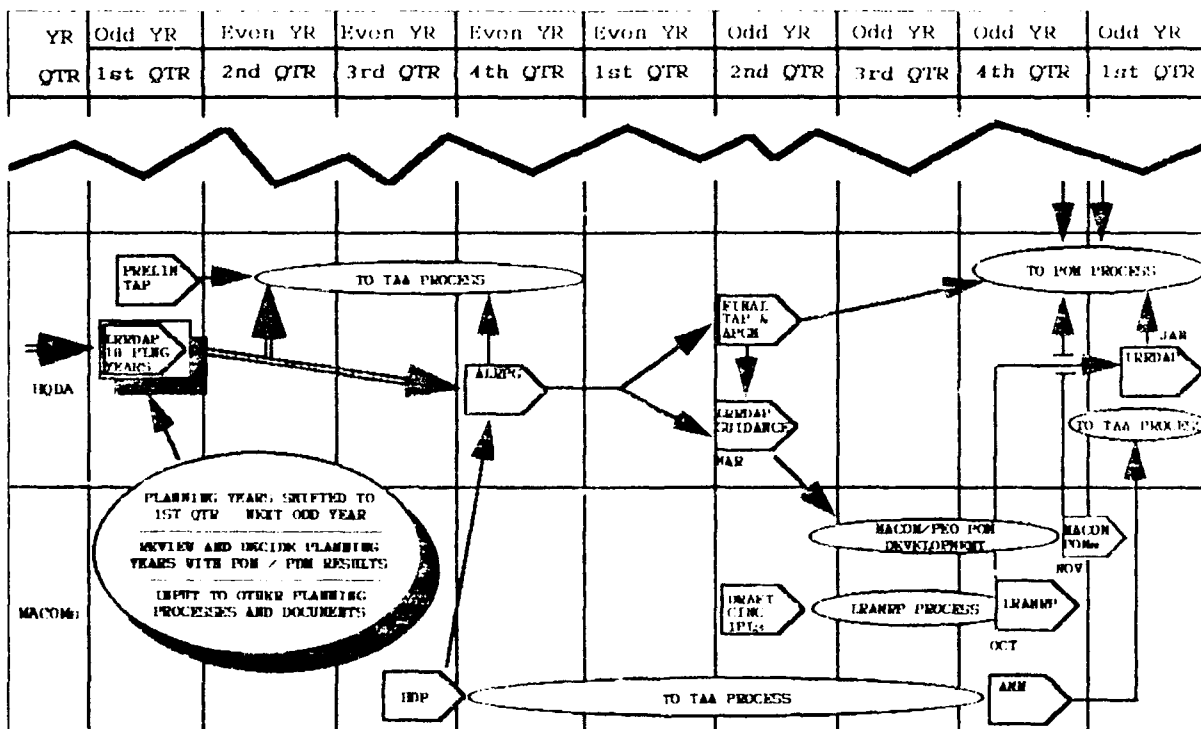 YR Odd YR Even YR Even YR Even YR Even YR Odd YR Odd YR Odd YR Odd YR
QTR 1st QTR 2nd QTR 3rd QTR 4th QTR 1st QTR 2nd QTR 3rd QTR 4th QTR 1st QTR
PRELIM
TAP
TO TAA PROCESS
TO POM PROCESS
FINAL
TAP &
APGM
LRRDAP
10 PLNG
YEARS
HQDA
ALRPG
JAN
LRRDAP
LRRDAP
GUIDANCE
MAR
TO TAA PROCESS
PLANNING YEARS SHIFTED TO
1ST QTR NEXT ODD YEAR
REVIEW AND DECIDE PLANNING
YEARS WITH POM / PDM RESULTS
INPUT TO OTHER PLANNING
PROCESSES AND DOCUMENTS
MACOM/PEO POM
DEVELOPMENT
MACOM
POMs
NOV
MACOMs
DRAFT
CINC
IPLs
LRAMRP PROCESS
LRAMRP
OCT
TO TAA PROCESS